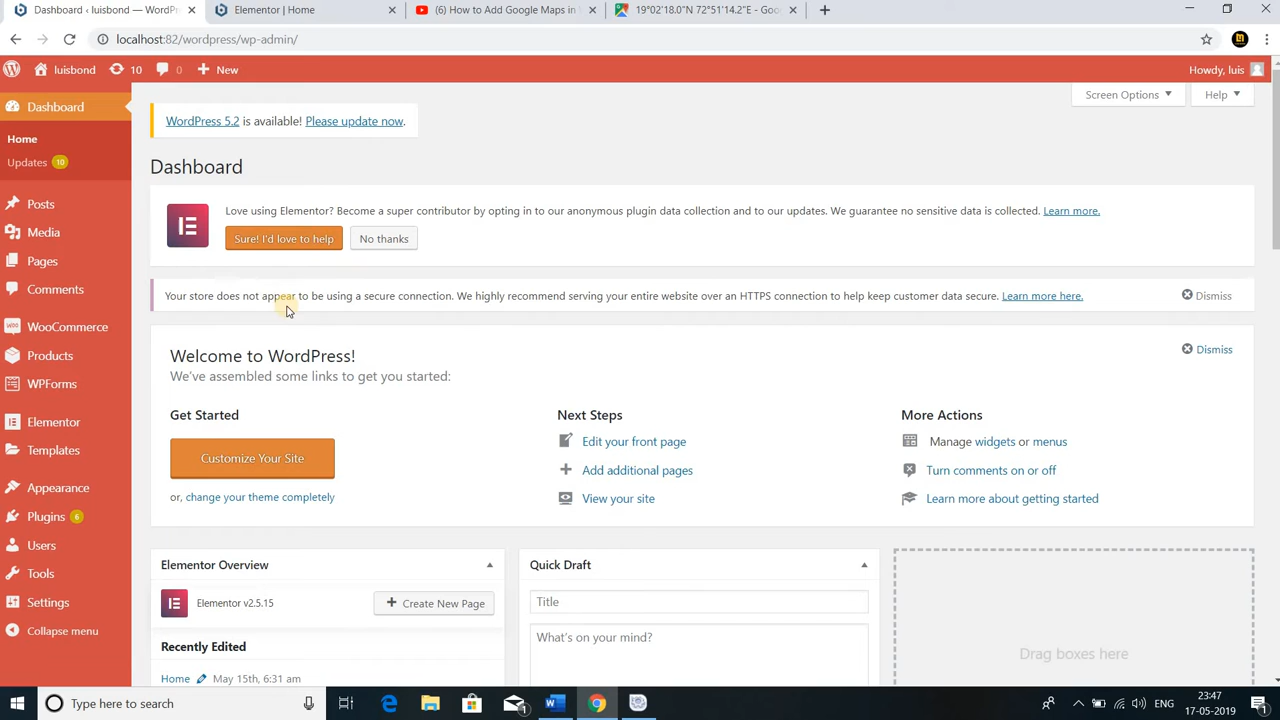 Dashboard ‹ luisbond — WordPr
Elementor | Home
(6) How to Add Google Maps in
19°02'18.0"N 72°51'14.2"E - Goo
localhost:82/wordpress/wp-admin/
luisbond
10
0
New
Howdy, luis
Dashboard
Home
Updates 10
Posts
Media
Pages
Comments
WooCommerce
Products
WPForms
Elementor
Templates
Appearance
Plugins 6
Users
Tools
Settings
Collapse menu
Screen Options
Help
WordPress 5.2 is available! Please update now.
Dashboard
Love using Elementor? Become a super contributor by opting in to our anonymous plugin data collection and to our updates. We guarantee no sensitive data is collected. Learn more.
Sure! I'd love to help
No thanks
Your store does not appear to be using a secure connection. We highly recommend serving your entire website over an HTTPS connection to help keep customer data secure. Learn more here.
Dismiss
Welcome to WordPress!
Dismiss
We've assembled some links to get you started:
Get Started
Customize Your Site
or, change your theme completely
Next Steps
Edit your front page
Add additional pages
View your site
More Actions
Manage widgets or menus
Turn comments on or off
Learn more about getting started
Elementor Overview
Elementor v2.5.15
Create New Page
Recently Edited
Home May 15th, 6:31 am
Quick Draft
Title
What's on your mind?
Drag boxes here
Type here to search
1
ENG
23:47
17-05-2019
1